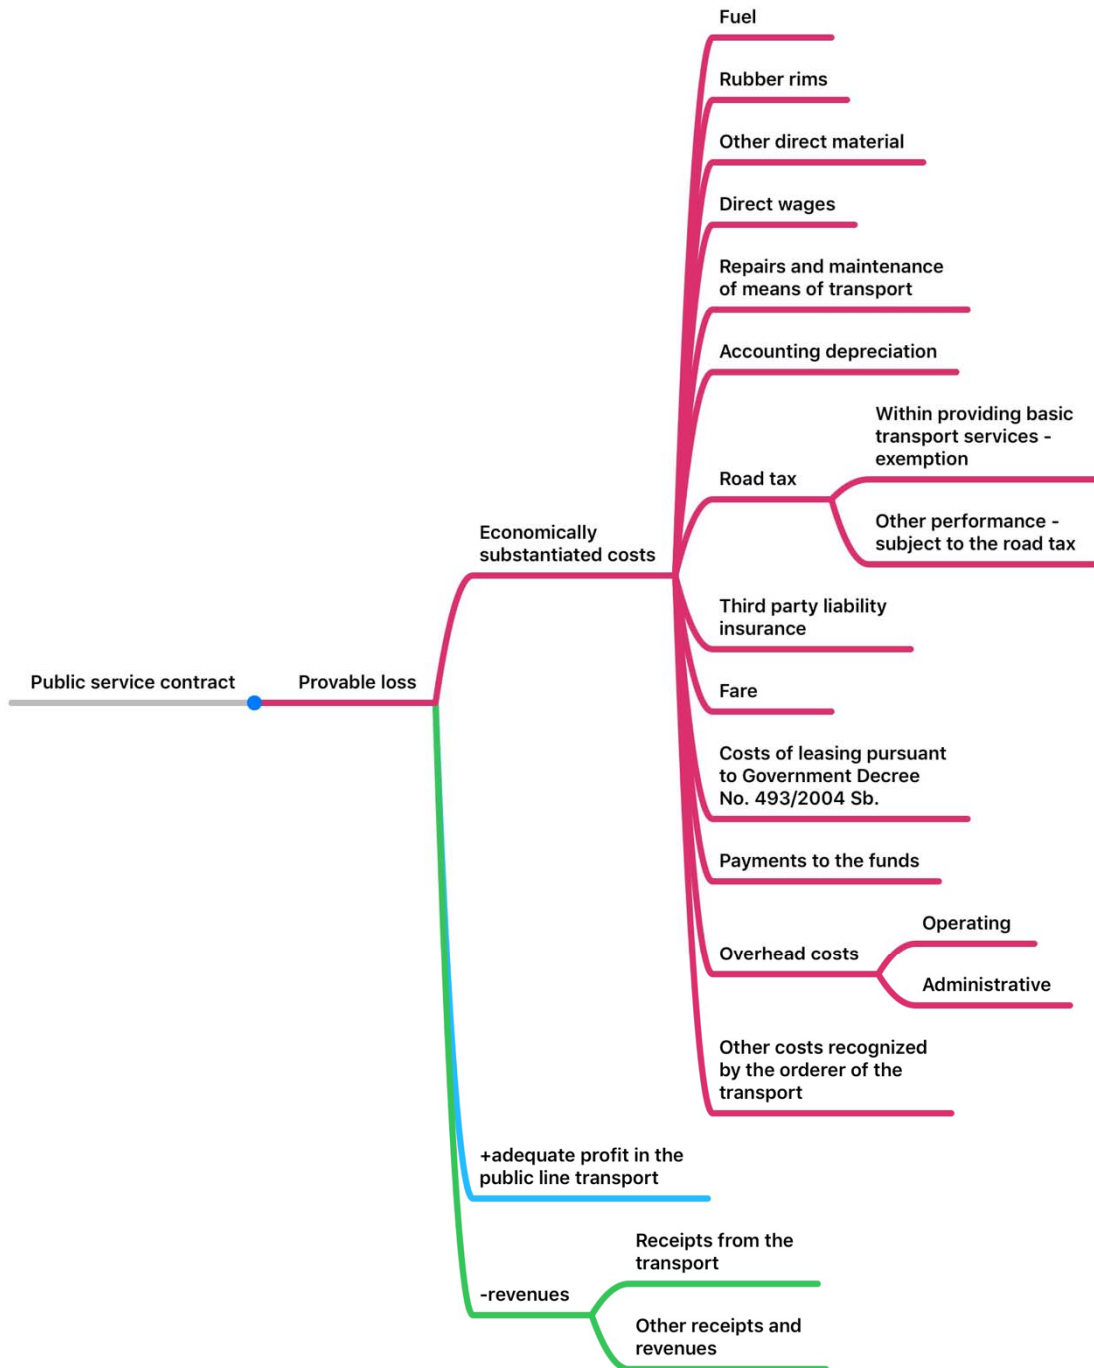 Fuel
Rubber rims
Other direct material
Direct wages
Repairs and maintenance
of means of transport
Accounting depreciation
Within providing basic
transport services -
exemption
Road tax
Other performance -
subject to the road tax
Economically
substantiated costs
Third party liability
insurance
Public service contract
Provable loss
Fare
Costs of leasing pursuant
to Government Decree
No. 493/2004 Sb.
Payments to the funds
Operating
Overhead costs
Administrative
Other costs recognized
by the orderer of the
transport
+adequate profit in the
public line transport
Receipts from the
transport
-revenues
Other receipts and
revenues